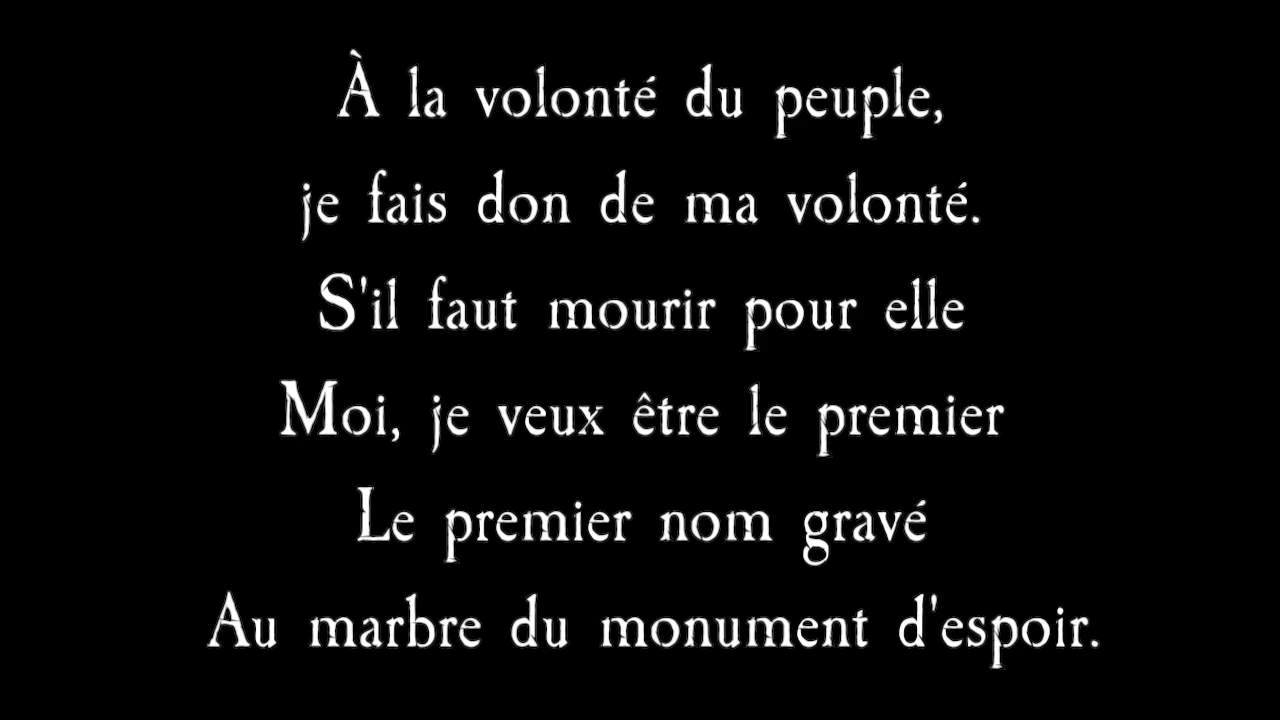 À la volonté du peuple,
je fais don de ma volonté.
S'il faut mourir pour elle
Moi, je veux être le premier
Le premier nom gravé
Au marbre du monument d'espoir.